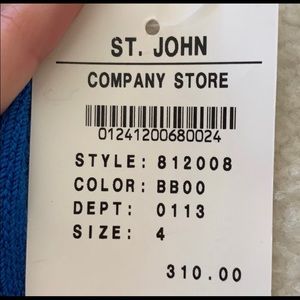 ST. JOHN
COMPANY STORE
01241200680024
STYLE: 812008
COLOR: BB00
DEPT: 0113
SIZE: 4
310.00